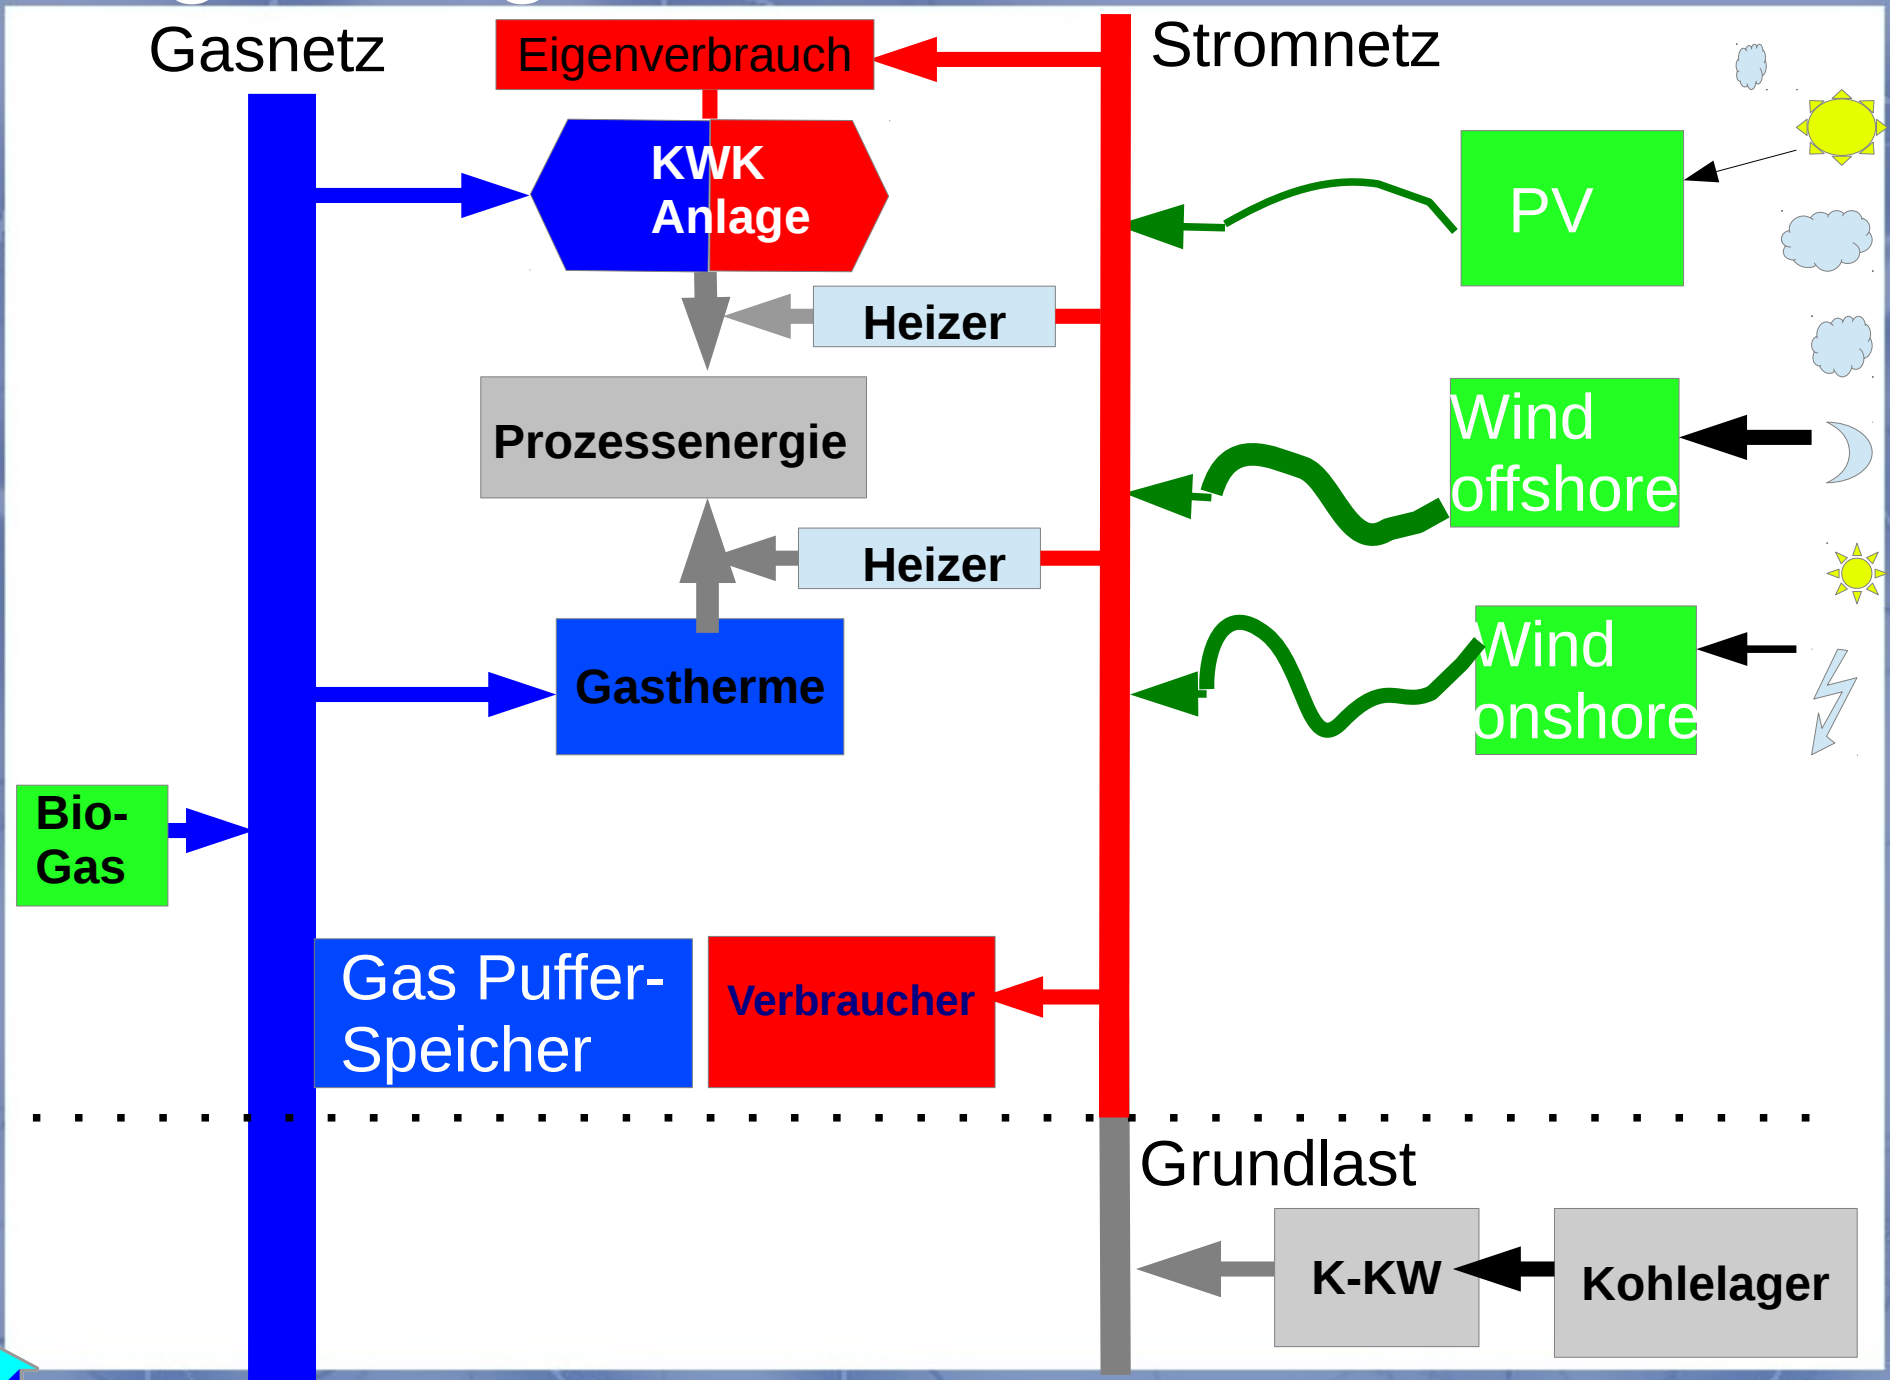 Gasnetz
Eigenverbrauch
Stromnetz
KWK
Anlage
PV
Heizer
Prozessenergie
Wind
offshore
Heizer
Gastherme
Wind
onshore
Bio-
Gas
Gas Puffer-
Speicher
Verbraucher
Grundlast
K-KW
Kohlelager